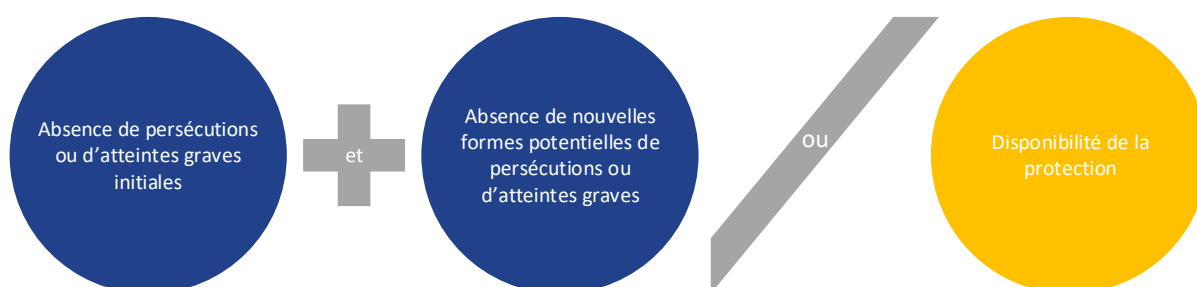 Absence de persécutions
ou d’atteintes graves
initiales
et
Absence de nouvelles
formes potentielles de
persécutions ou
d’atteintes graves
ou
Disponibilité de la
protection